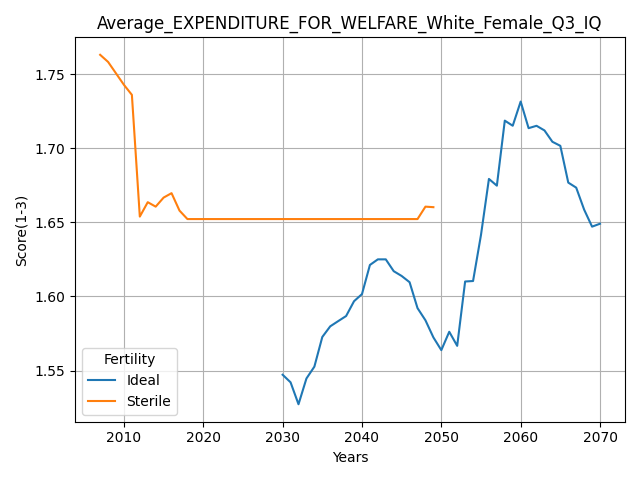 Average_EXPENDITURE_FOR_WELFARE_White_Female_Q3_IQ
Score(1-3)
1.75
1.70
1.65
1.60
1.55
Fertility
Ideal
Sterile
2010 2020 2030 2040 2050 2060 2070
Years